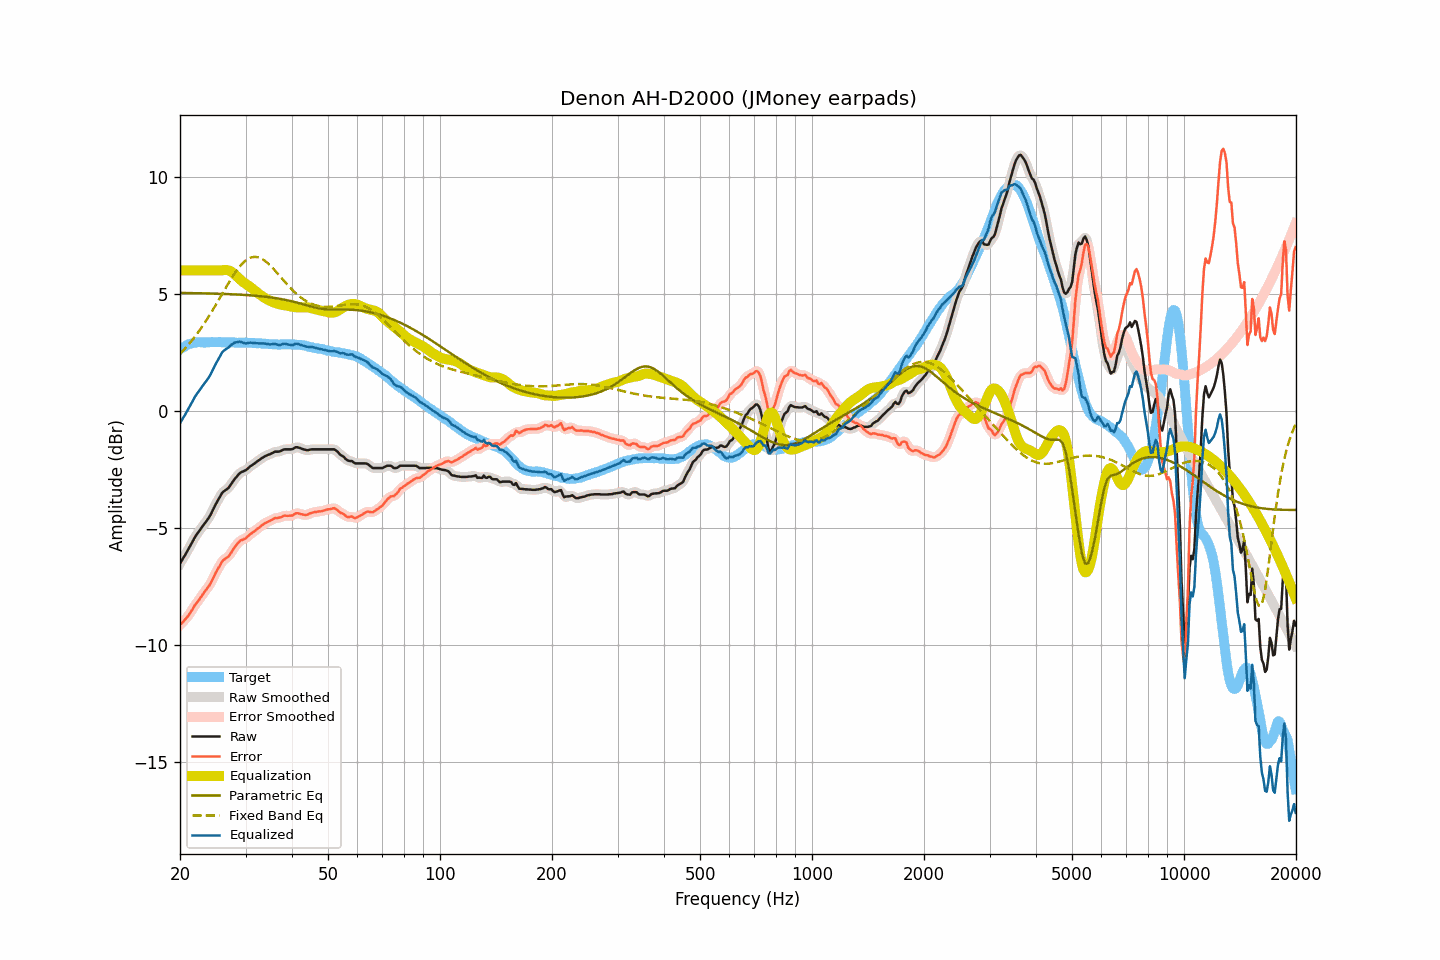 Denon AH-D2000 (JMoney earpads)
10
5
0
−5
−10
−15
Amplitude (dBr)
Target
Raw Smoothed
Error Smoothed
Raw
Error
Equalization
Parametric Eq
Fixed Band Eq
Equalized
20 50 100 200 500 1000 2000 5000 10000 20000
Frequency (Hz)